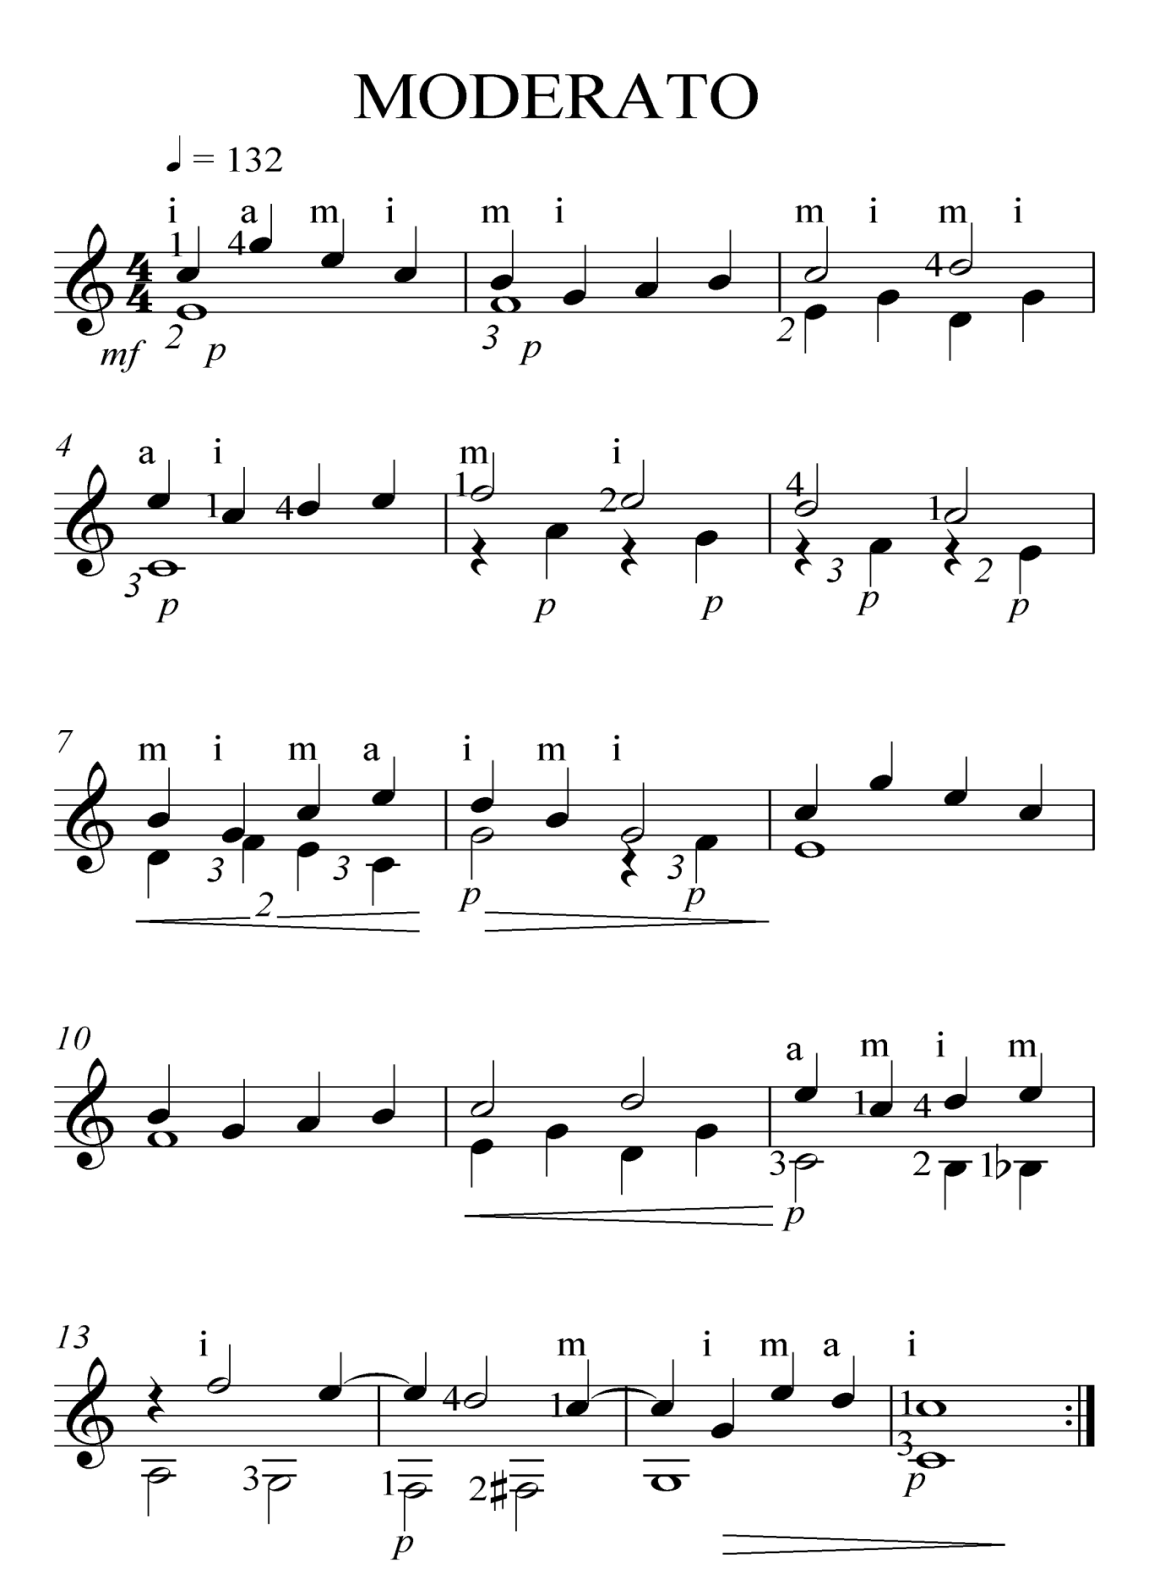 MODERATO
♩ = 132
i a m i m i m i m i
1 4 4
4
4
2 3 2
mf p p
4
a i m i
1 4 1 2 4 1
3 3 2
p p p p p
7
m i m a i m i
3 3 3
2
p p
10
a m i m
1 4
3 2 1
p
13
i m i m a i
4 1 1
3 1 2 3
p p